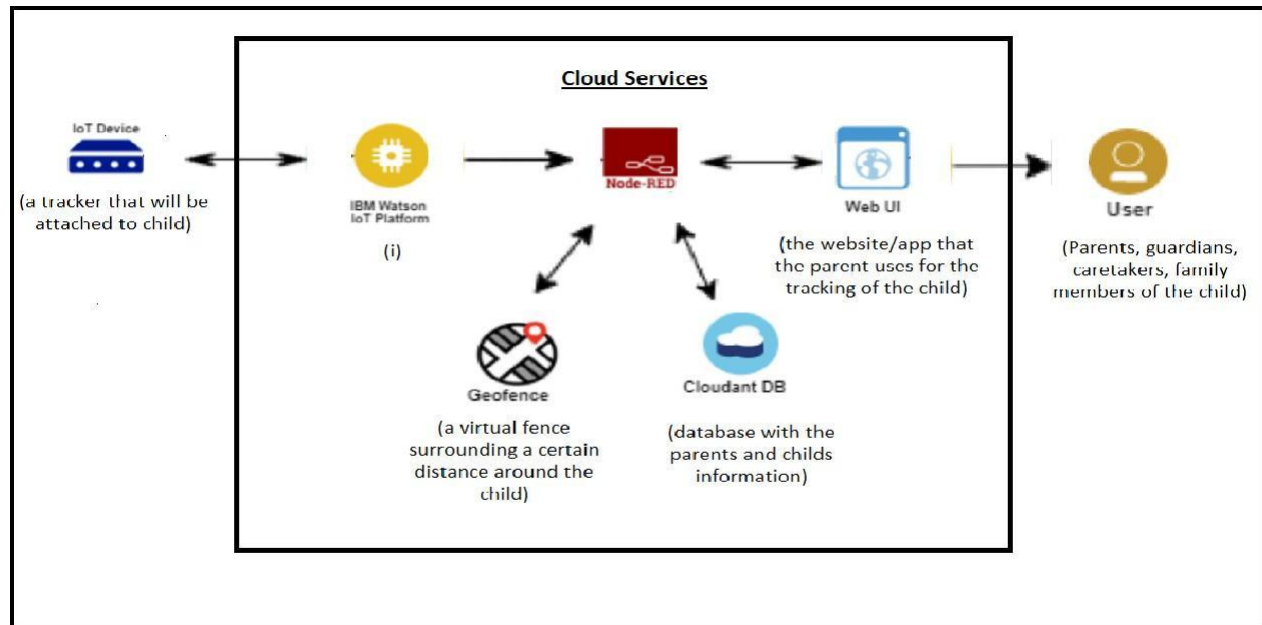 Cloud Services
IoT Device
(a tracker that will be
attached to child)
IBM Watson
IoT Platform
(i)
Node-RED
Web UI
(the website/app that
the parent uses for the
tracking of the child)
User
(Parents, guardians,
caretakers, family
members of the child)
Geofence
(a virtual fence
surrounding a certain
distance around the
child)
Cloudant DB
(database with the
parents and childs
information)